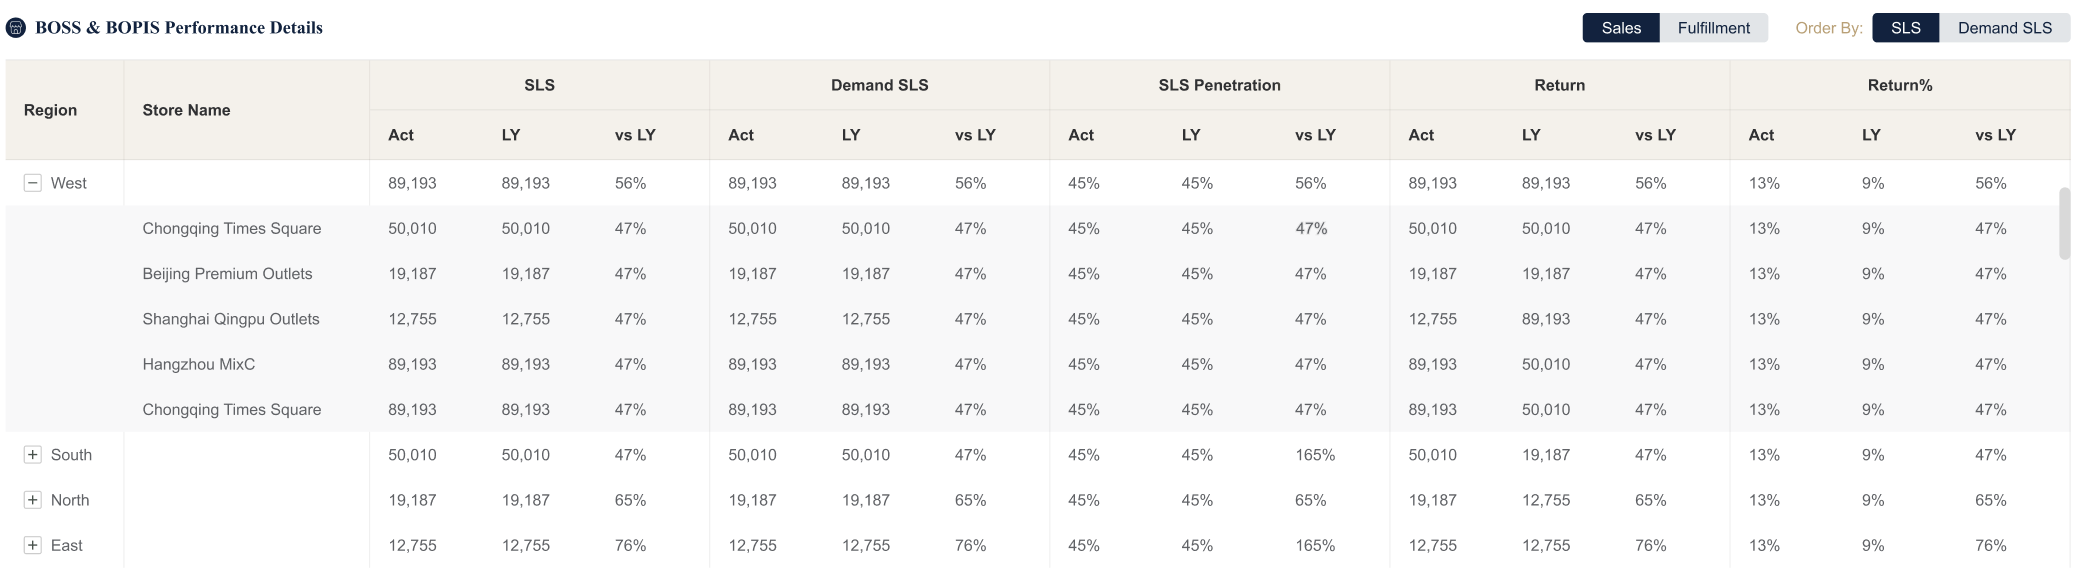 BOSS & BOPIS Performance Details Sales Fulfillment Order By: SLS Demand SLS
Region Store Name SLS Demand SLS SLS Penetration Return Return%
Act LY vs LY Act LY vs LY Act LY vs LY Act LY vs LY Act LY vs LY
West 89,193 89,193 56% 89,193 89,193 56% 45% 45% 56% 89,193 89,193 56% 13% 9% 56%
Chongqing Times Square 50,010 50,010 47% 50,010 50,010 47% 45% 45% 47% 50,010 50,010 47% 13% 9% 47%
Beijing Premium Outlets 19,187 19,187 47% 19,187 19,187 47% 45% 45% 47% 19,187 19,187 47% 13% 9% 47%
Shanghai Qingpu Outlets 12,755 12,755 47% 12,755 12,755 47% 45% 45% 47% 12,755 89,193 47% 13% 9% 47%
Hangzhou MixC 89,193 89,193 47% 89,193 89,193 47% 45% 45% 47% 89,193 50,010 47% 13% 9% 47%
Chongqing Times Square 89,193 89,193 47% 89,193 89,193 47% 45% 45% 47% 89,193 50,010 47% 13% 9% 47%
South 50,010 50,010 47% 50,010 50,010 47% 45% 45% 165% 50,010 19,187 47% 13% 9% 47%
North 19,187 19,187 65% 19,187 19,187 65% 45% 45% 65% 19,187 12,755 65% 13% 9% 65%
East 12,755 12,755 76% 12,755 12,755 76% 45% 45% 165% 12,755 12,755 76% 13% 9% 76%